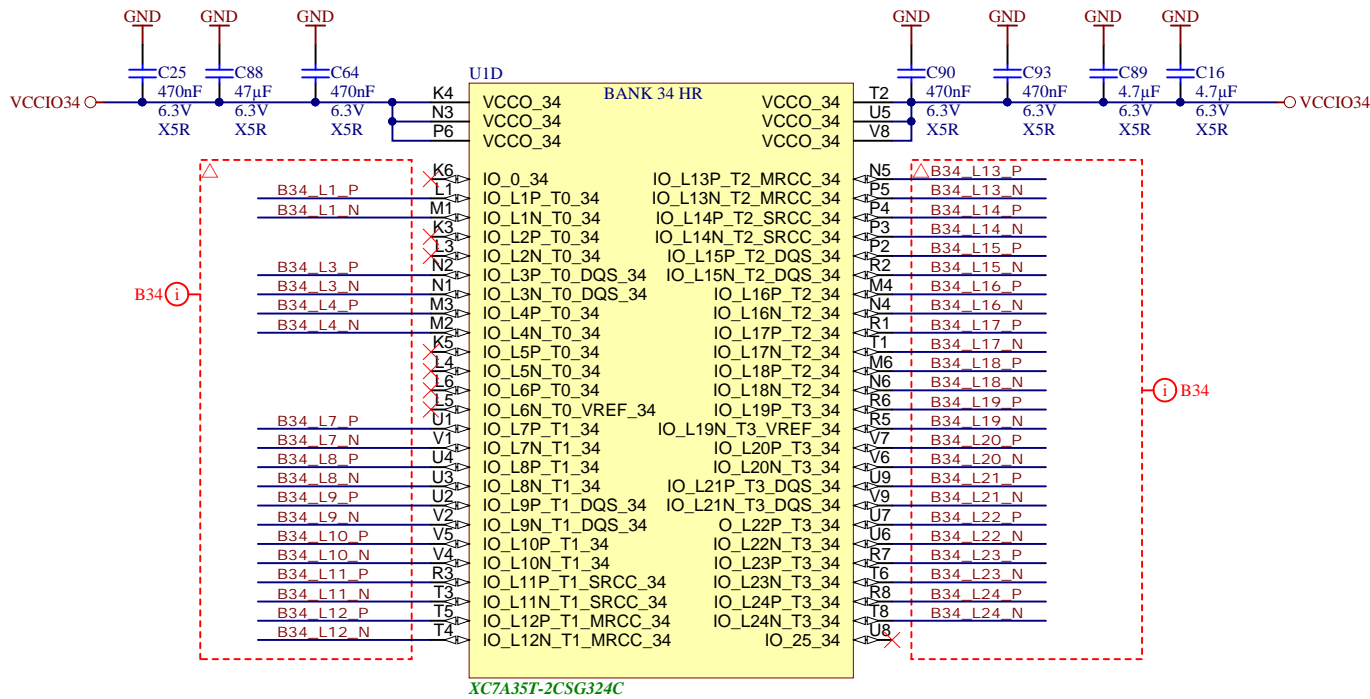 GND GND GND GND GND GND GND
C25 C88 C64 U1D C90 C93 C89 C16
470nF 47µF 470nF BANK 34 HR 470nF 470nF 4.7µF 4.7µF
VCCIO34 K4 VCCO_34 VCCO_34 T2 VCCIO34
6.3V 6.3V 6.3V N3 VCCO_34 VCCO_34 U5 6.3V 6.3V 6.3V 6.3V
X5R X5R X5R P6 VCCO_34 VCCO_34 V8 X5R X5R X5R X5R
K6 IO_0_34 IO_L13P_T2_MRCC_34 N5 B34_L13_P
B34_L1_P L1 IO_L1P_T0_34 IO_L13N_T2_MRCC_34 P5 B34_L13_N
B34_L1_N M1 IO_L1N_T0_34 IO_L14P_T2_SRCC_34 P4 B34_L14_P
K3 IO_L2P_T0_34 IO_L14N_T2_SRCC_34 P3 B34_L14_N
L3 IO_L2N_T0_34 IO_L15P_T2_DQS_34 P2 B34_L15_P
B34_L3_P N2 IO_L3P_T0_DQS_34 IO_L15N_T2_DQS_34 R2 B34_L15_N
B34 i B34_L3_N N1 IO_L3N_T0_DQS_34 IO_L16P_T2_34 M4 B34_L16_P
B34_L4_P M3 IO_L4P_T0_34 IO_L16N_T2_34 N4 B34_L16_N
B34_L4_N M2 IO_L4N_T0_34 IO_L17P_T2_34 R1 B34_L17_P
K5 IO_L5P_T0_34 IO_L17N_T2_34 T1 B34_L17_N
L4 IO_L5N_T0_34 IO_L18P_T2_34 M6 B34_L18_P
L6 IO_L6P_T0_34 IO_L18N_T2_34 N6 B34_L18_N i B34
L5 IO_L6N_T0_VREF_34 IO_L19P_T3_34 R6 B34_L19_P
B34_L7_P U1 IO_L7P_T1_34 IO_L19N_T3_VREF_34 R5 B34_L19_N
B34_L7_N V1 IO_L7N_T1_34 IO_L20P_T3_34 V7 B34_L20_P
B34_L8_P U4 IO_L8P_T1_34 IO_L20N_T3_34 V6 B34_L20_N
B34_L8_N U3 IO_L8N_T1_34 IO_L21P_T3_DQS_34 U9 B34_L21_P
B34_L9_P U2 IO_L9P_T1_DQS_34 IO_L21N_T3_DQS_34 V9 B34_L21_N
B34_L9_N V2 IO_L9N_T1_DQS_34 O_L22P_T3_34 U7 B34_L22_P
B34_L10_P V5 IO_L10P_T1_34 IO_L22N_T3_34 U6 B34_L22_N
B34_L10_N V4 IO_L10N_T1_34 IO_L23P_T3_34 R7 B34_L23_P
B34_L11_P R3 IO_L11P_T1_SRCC_34 IO_L23N_T3_34 T6 B34_L23_N
B34_L11_N T3 IO_L11N_T1_SRCC_34 IO_L24P_T3_34 R8 B34_L24_P
B34_L12_P T5 IO_L12P_T1_MRCC_34 IO_L24N_T3_34 T8 B34_L24_N
B34_L12_N T4 IO_L12N_T1_MRCC_34 IO_25_34 U8
XC7A35T-2CSG324C